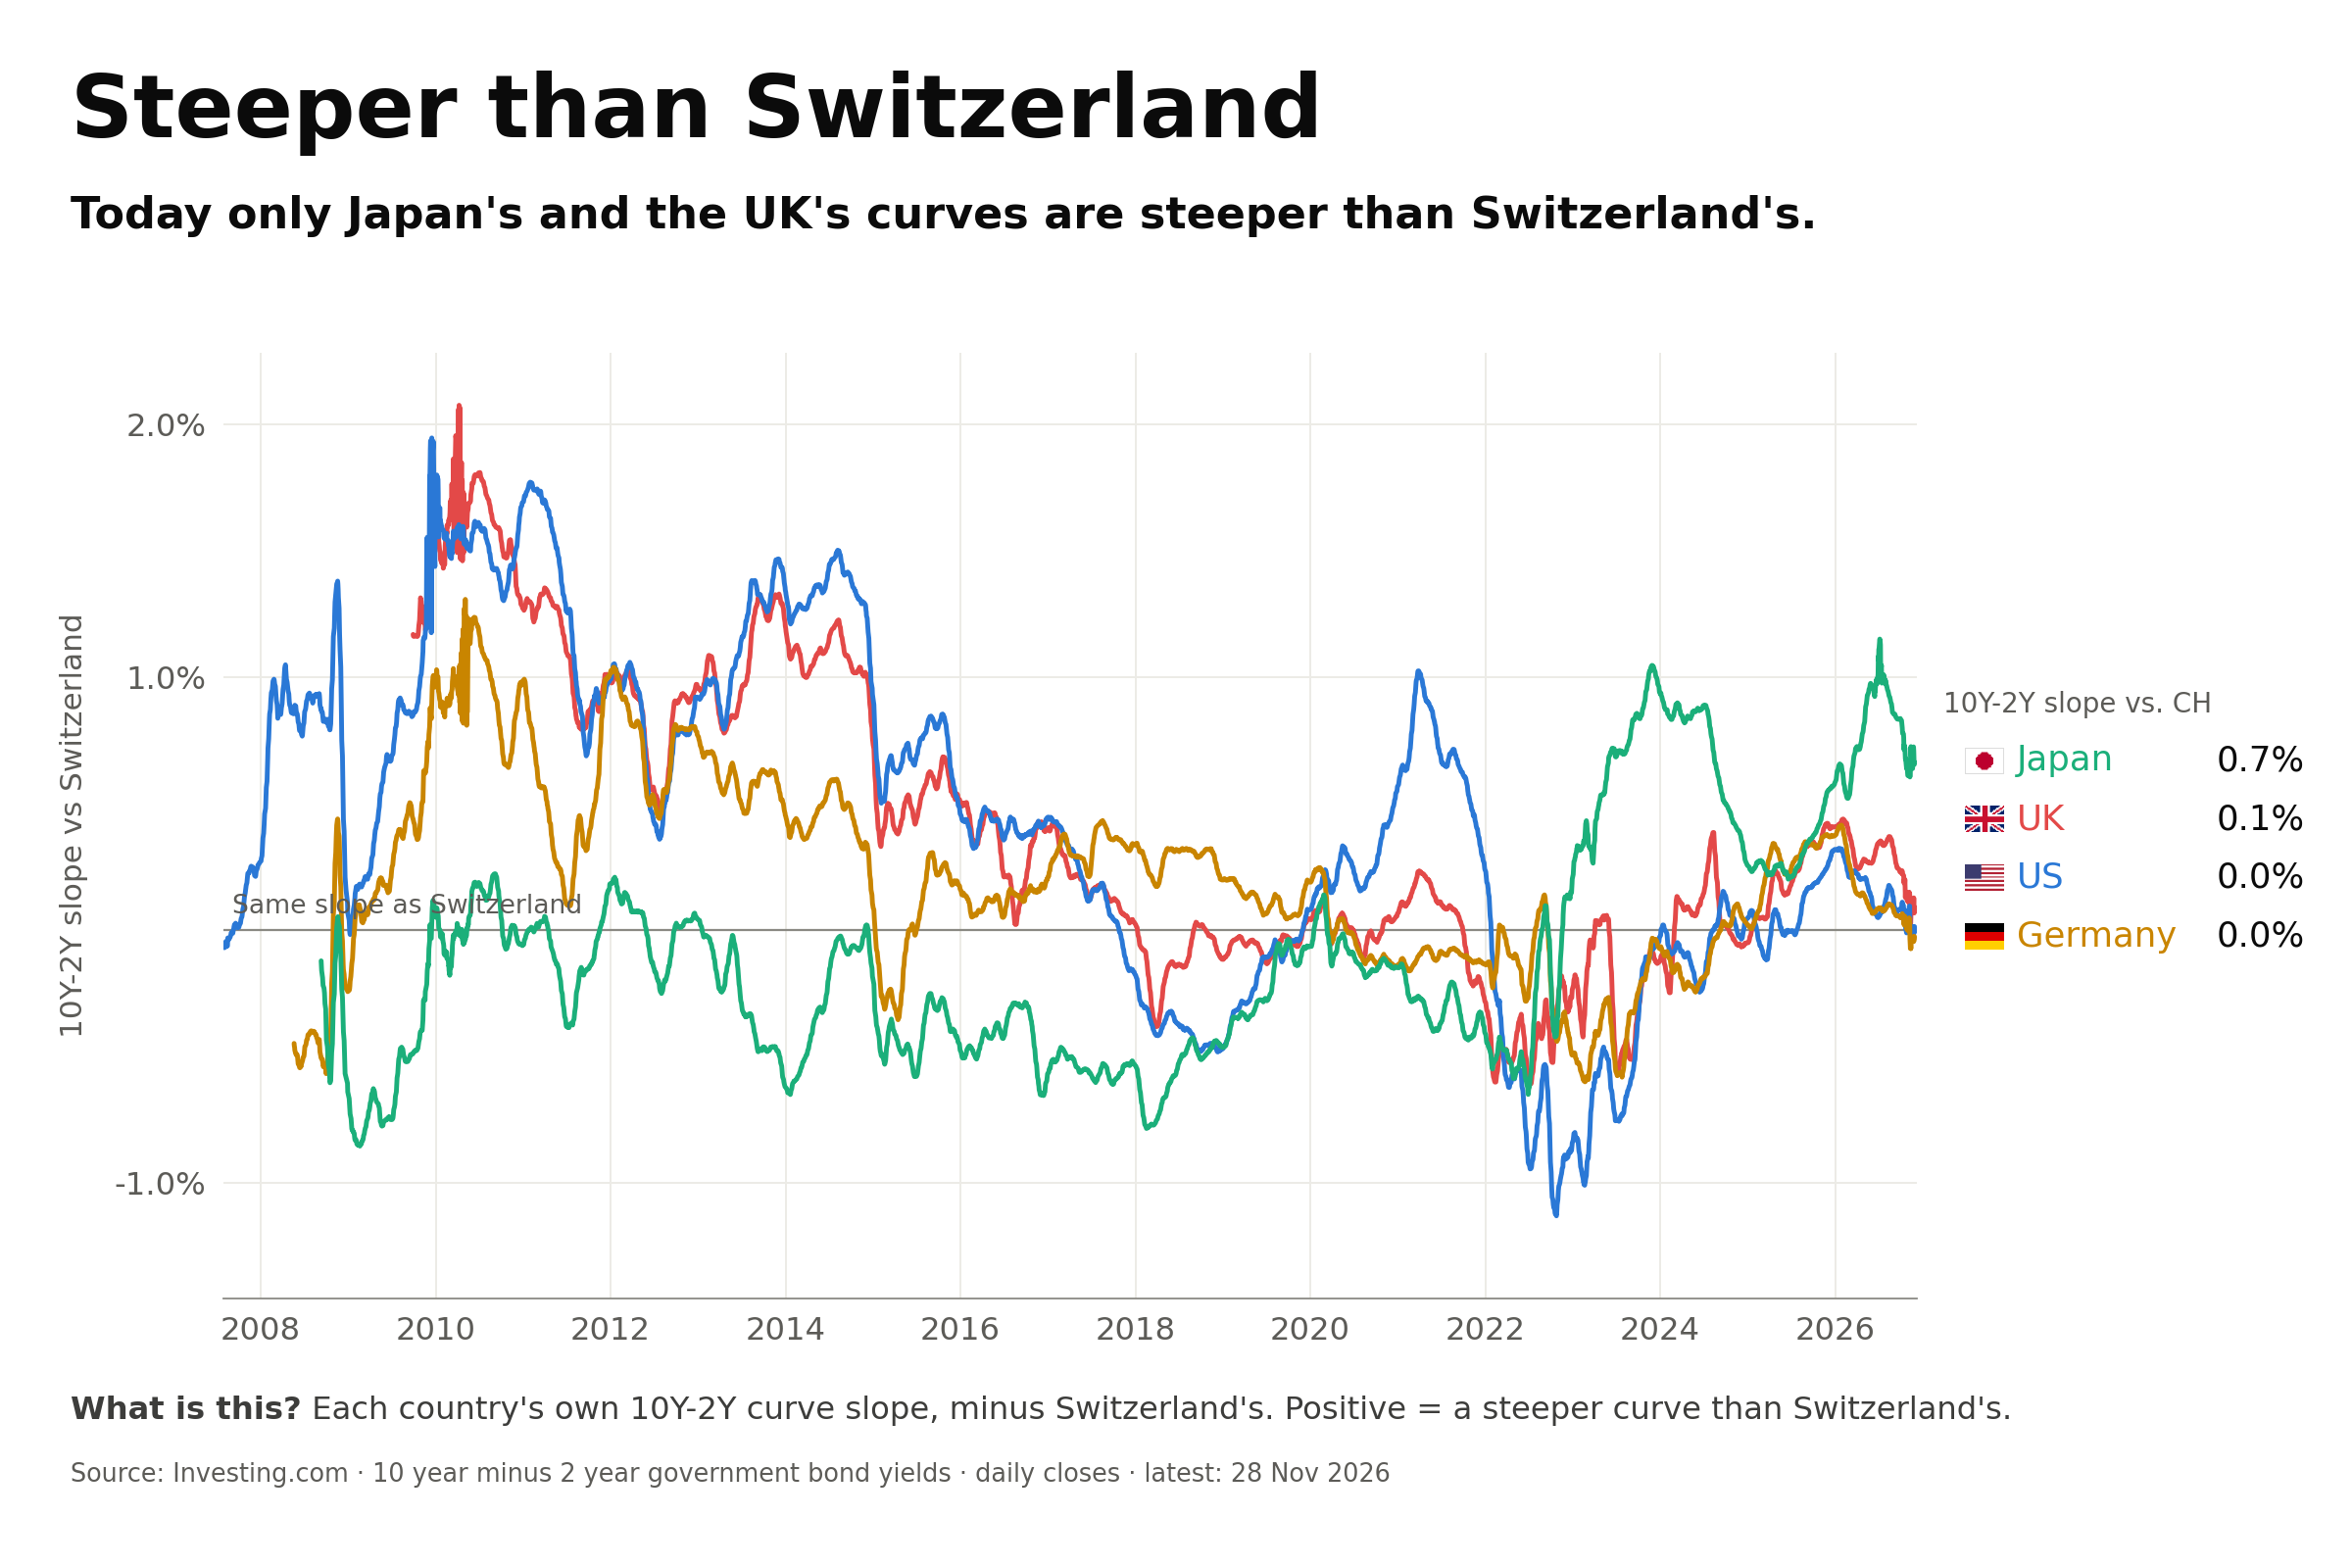 Steeper than Switzerland
Today only Japan's and the UK's curves are steeper than Switzerland's.
10Y-2Y slope vs Switzerland
2.0%
1.0%
-1.0%
Same slope as Switzerland
2008 2010 2012 2014 2016 2018 2020 2022 2024 2026
10Y-2Y slope vs. CH
Japan 0.7%
UK 0.1%
US 0.0%
Germany 0.0%
What is this? Each country's own 10Y-2Y curve slope, minus Switzerland's. Positive = a steeper curve than Switzerland's.
Source: Investing.com · 10 year minus 2 year government bond yields · daily closes · latest: 28 Nov 2026